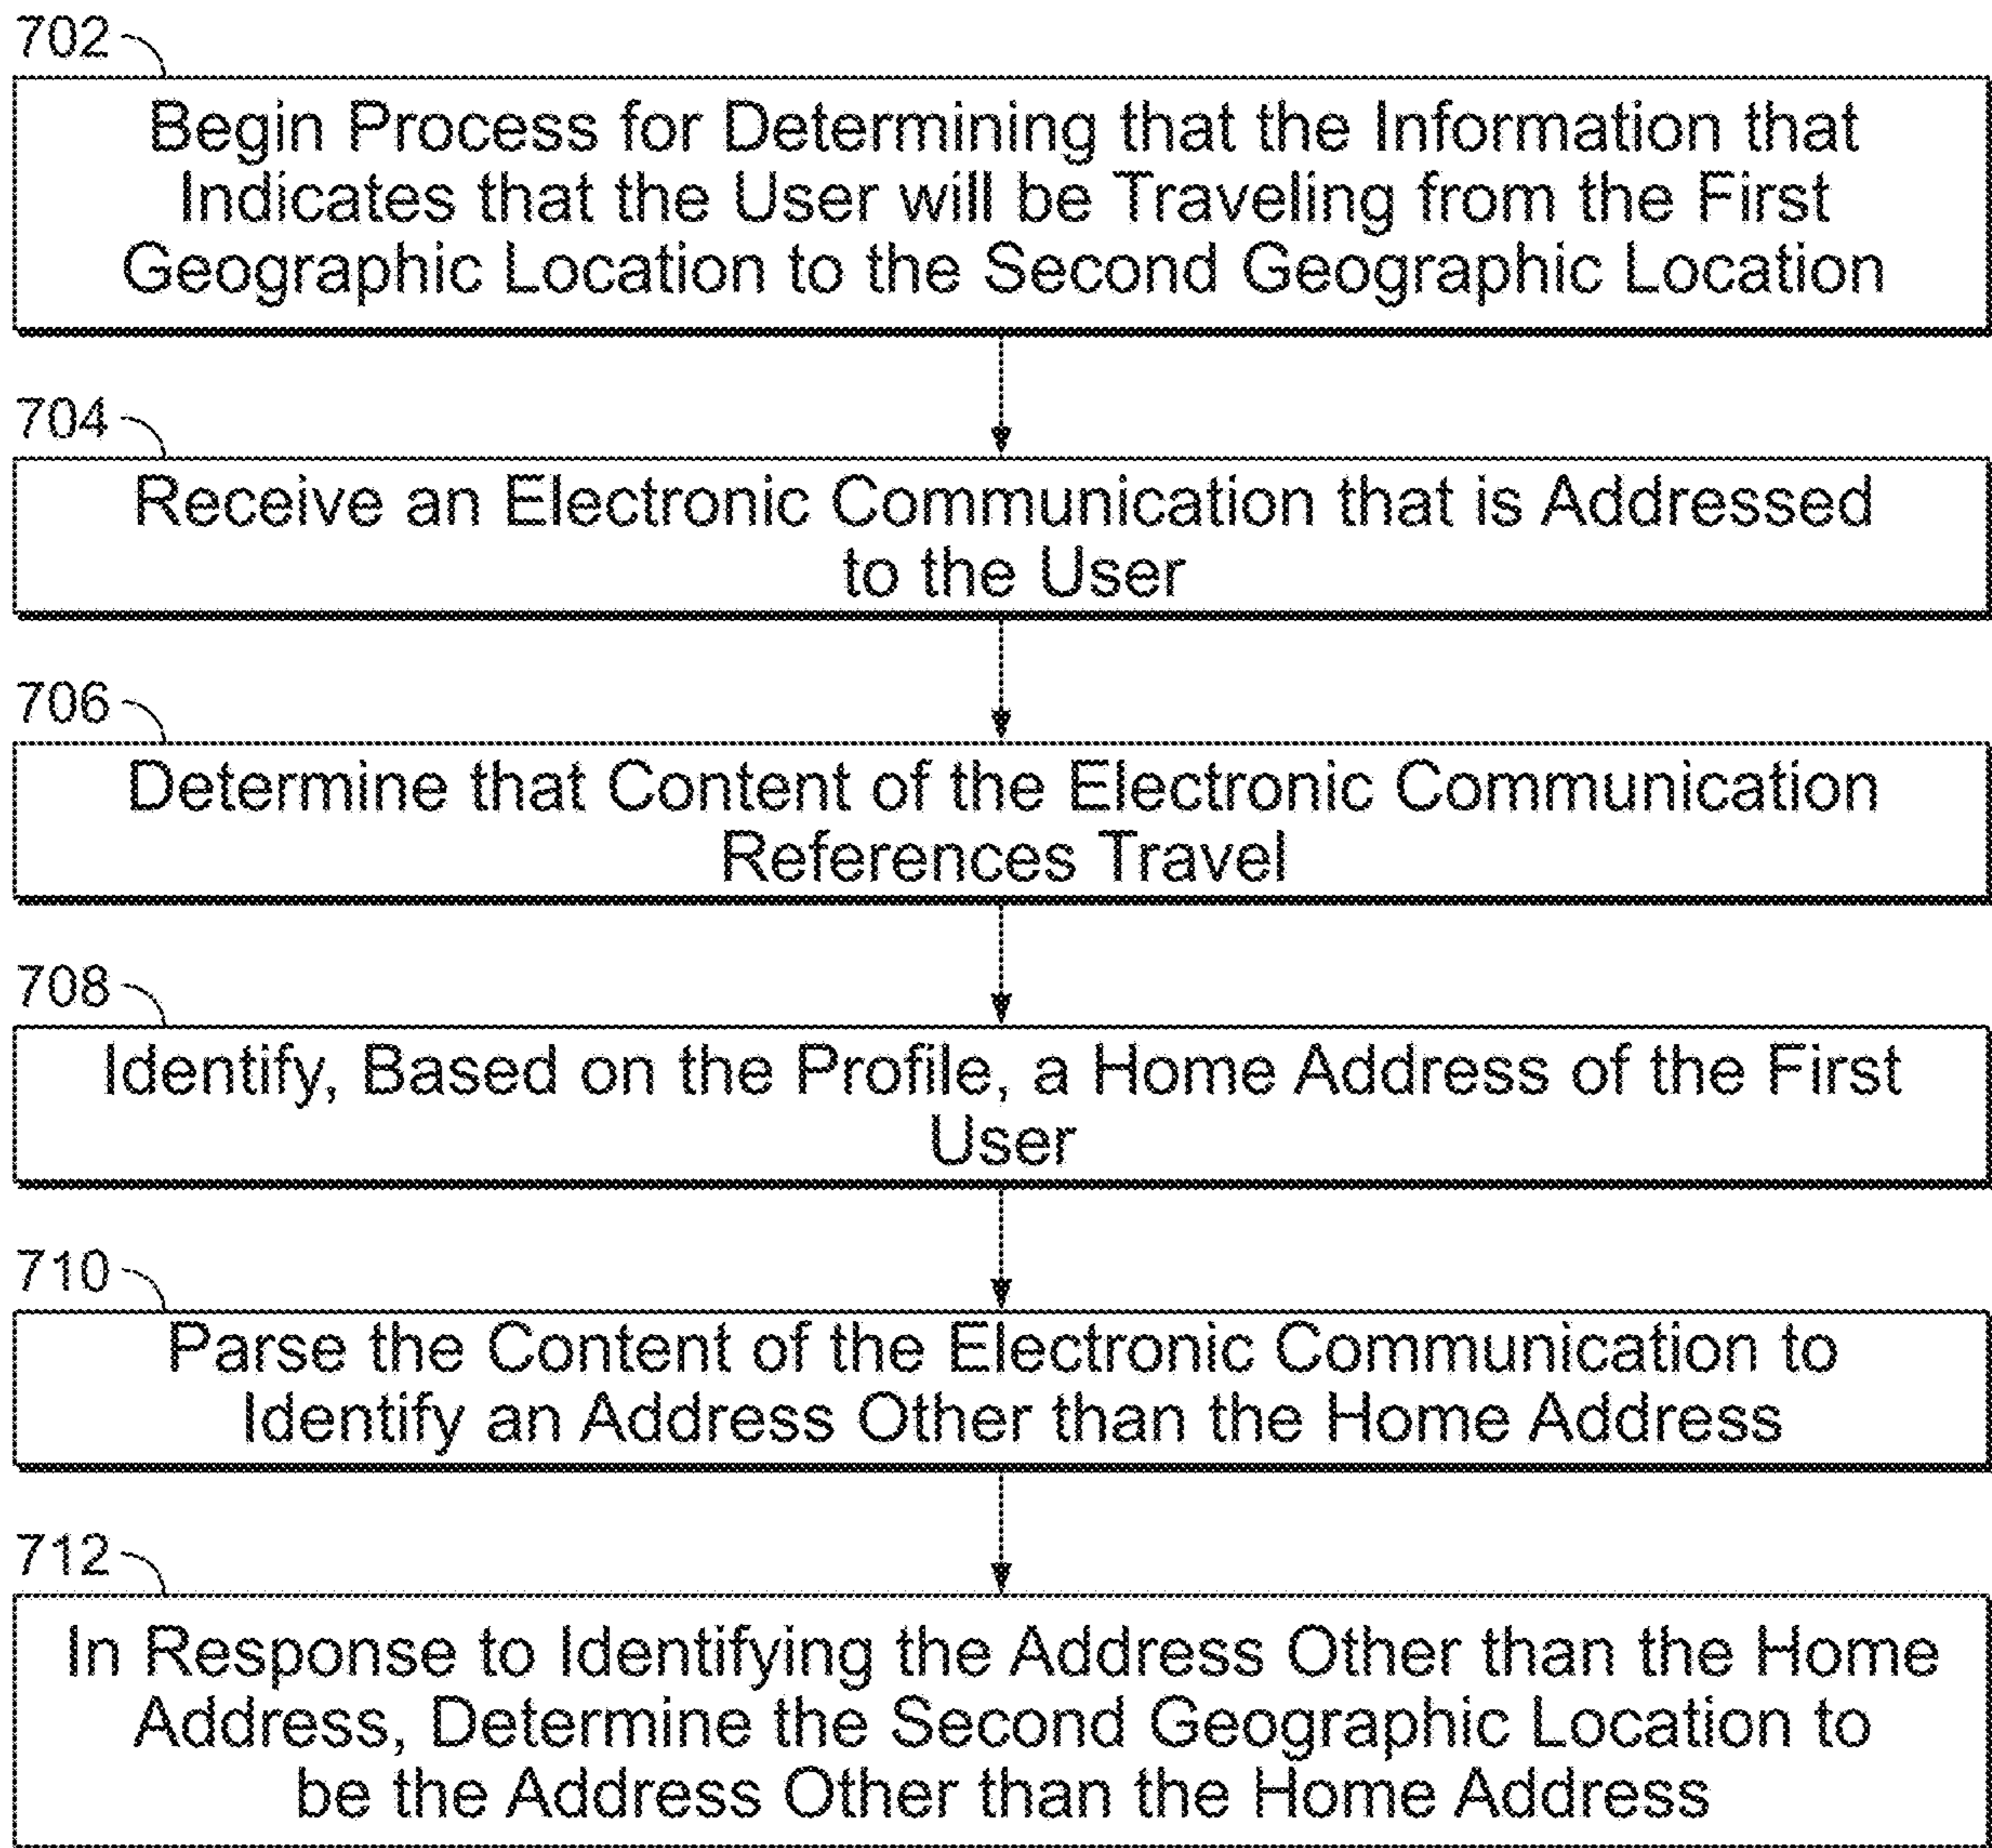 702
Begin Process for Determining that the Information that
Indicates that the User will be Traveling from the First
Geographic Location to the Second Geographic Location
704
Receive an Electronic Communication that is Addressed
to the User
706
Determine that Content of the Electronic Communication
References Travel
708
Identify, Based on the Profile, a Home Address of the First
User
710
Parse the Content of the Electronic Communication to
Identify an Address Other than the Home Address
712
In Response to Identifying the Address Other than the Home
Address, Determine the Second Geographic Location to
be the Address Other than the Home Address